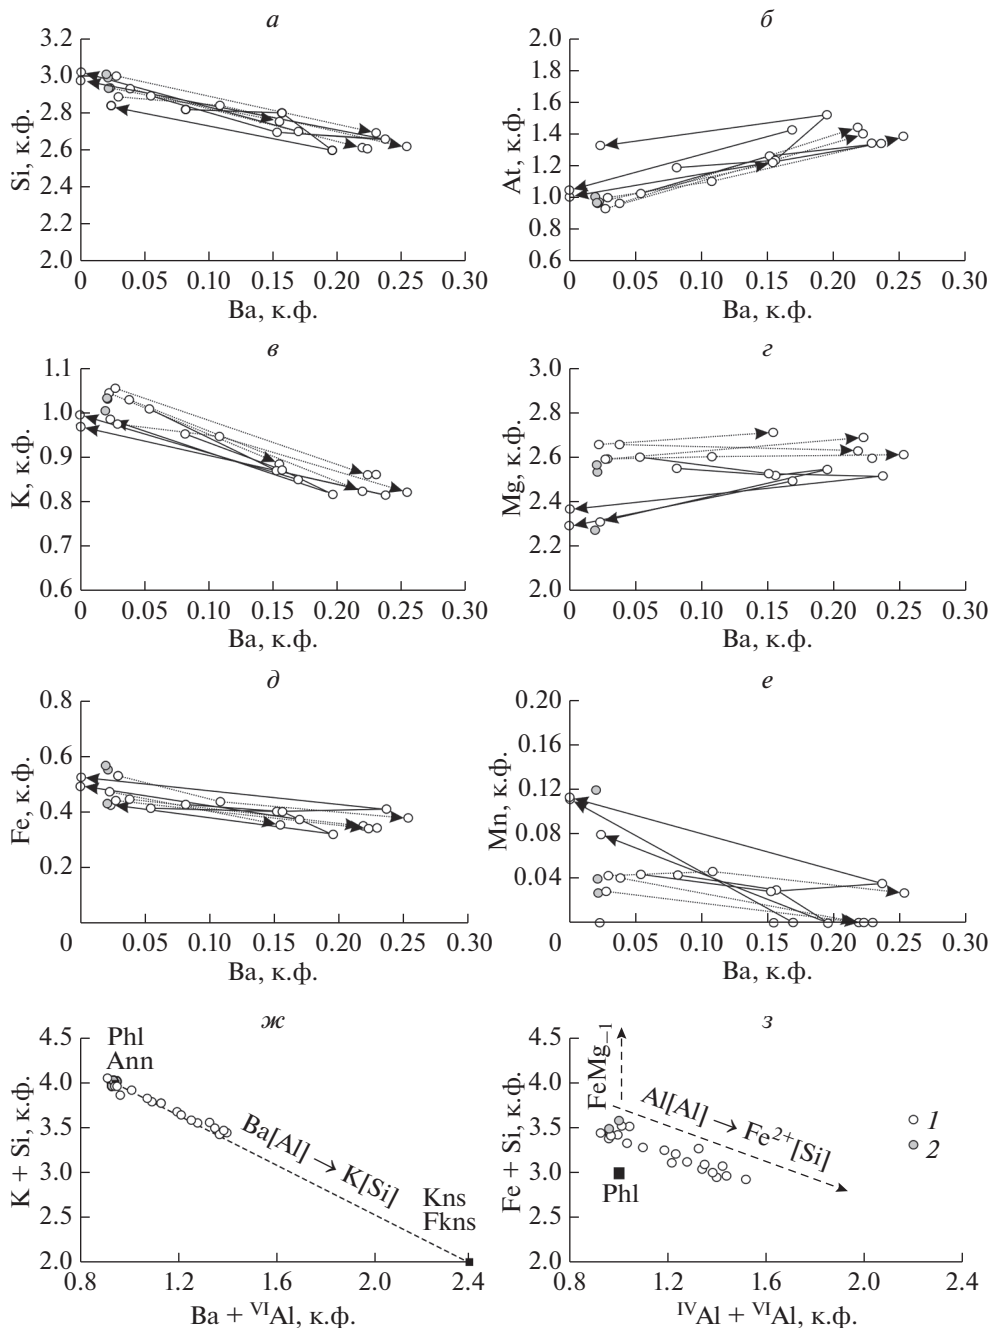 а
3.2
3.0
2.8
2.6
2.4
2.2
2.0
Si, к.ф.
0 0.05 0.10 0.15 0.20 0.25 0.30
Ba, к.ф.
б
2.0
1.8
1.6
1.4
1.2
1.0
0.8
0.6
At, к.ф.
0 0.05 0.10 0.15 0.20 0.25 0.30
Ba, к.ф.
в
1.1
1.0
0.9
0.8
0.7
0.6
K, к.ф.
0 0.05 0.10 0.15 0.20 0.25 0.30
Ba, к.ф.
г
3.0
2.8
2.6
2.4
2.2
2.0
Mg, к.ф.
0 0.05 0.10 0.15 0.20 0.25 0.30
Ba, к.ф.
д
0.8
0.6
0.4
0.2
Fe, к.ф.
0 0.05 0.10 0.15 0.20 0.25 0.30
Ba, к.ф.
е
0.20
0.16
0.12
0.08
0.04
Mn, к.ф.
0 0.05 0.10 0.15 0.20 0.25 0.30
Ba, к.ф.
ж
4.5
4.0
3.5
3.0
2.5
2.0
K + Si, к.ф.
Phl
Ann
Ba[Al] → K[Si]
Kns
Fkns
0.8 1.2 1.6 2.0 2.4
Ba + ᵛᴵAl, к.ф.
з
4.5
4.0
3.5
3.0
2.5
2.0
Fe + Si, к.ф.
FeMg₋₁
Al[Al] → Fe²⁺[Si]
Phl
1
2
0.8 1.2 1.6 2.0 2.4
ᴵⱽAl + ⱽᴵAl, к.ф.